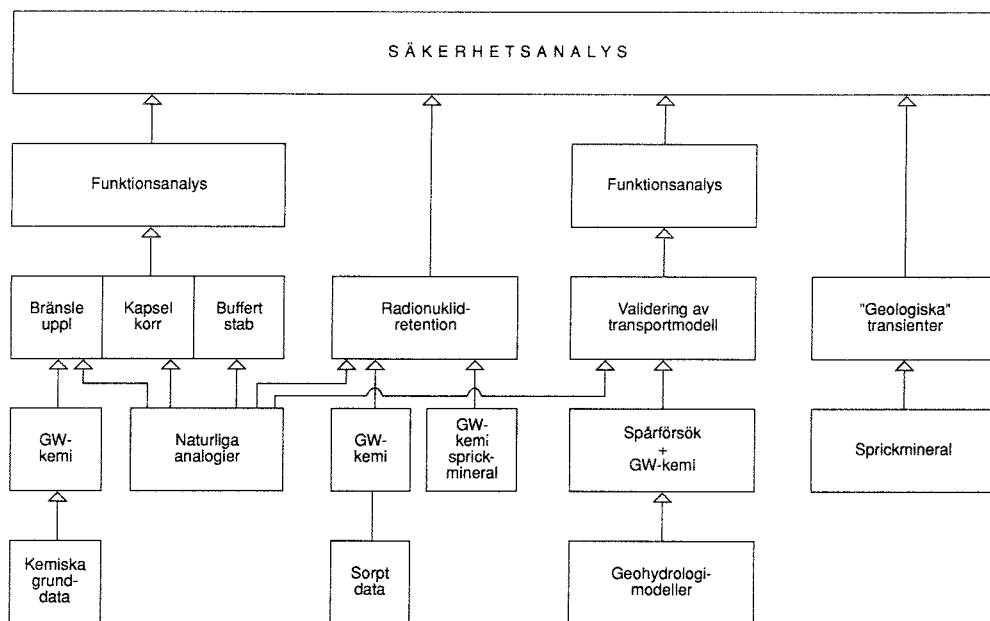 SÄKERHETSANALYS
Funktionsanalys
Funktionsanalys
Bränsle
uppl
Kapsel
korr
Buffert
stab
Radionuklid-
retention
Validering av
transportmodell
"Geologiska"
transienter
GW-
kemi
Naturliga
analogier
GW-
kemi
GW-
kemi
sprick-
mineral
Spårförsök
+
GW-kemi
Sprickmineral
Kemiska
grund-
data
Sorpt
data
Geohydrologi-
modeller